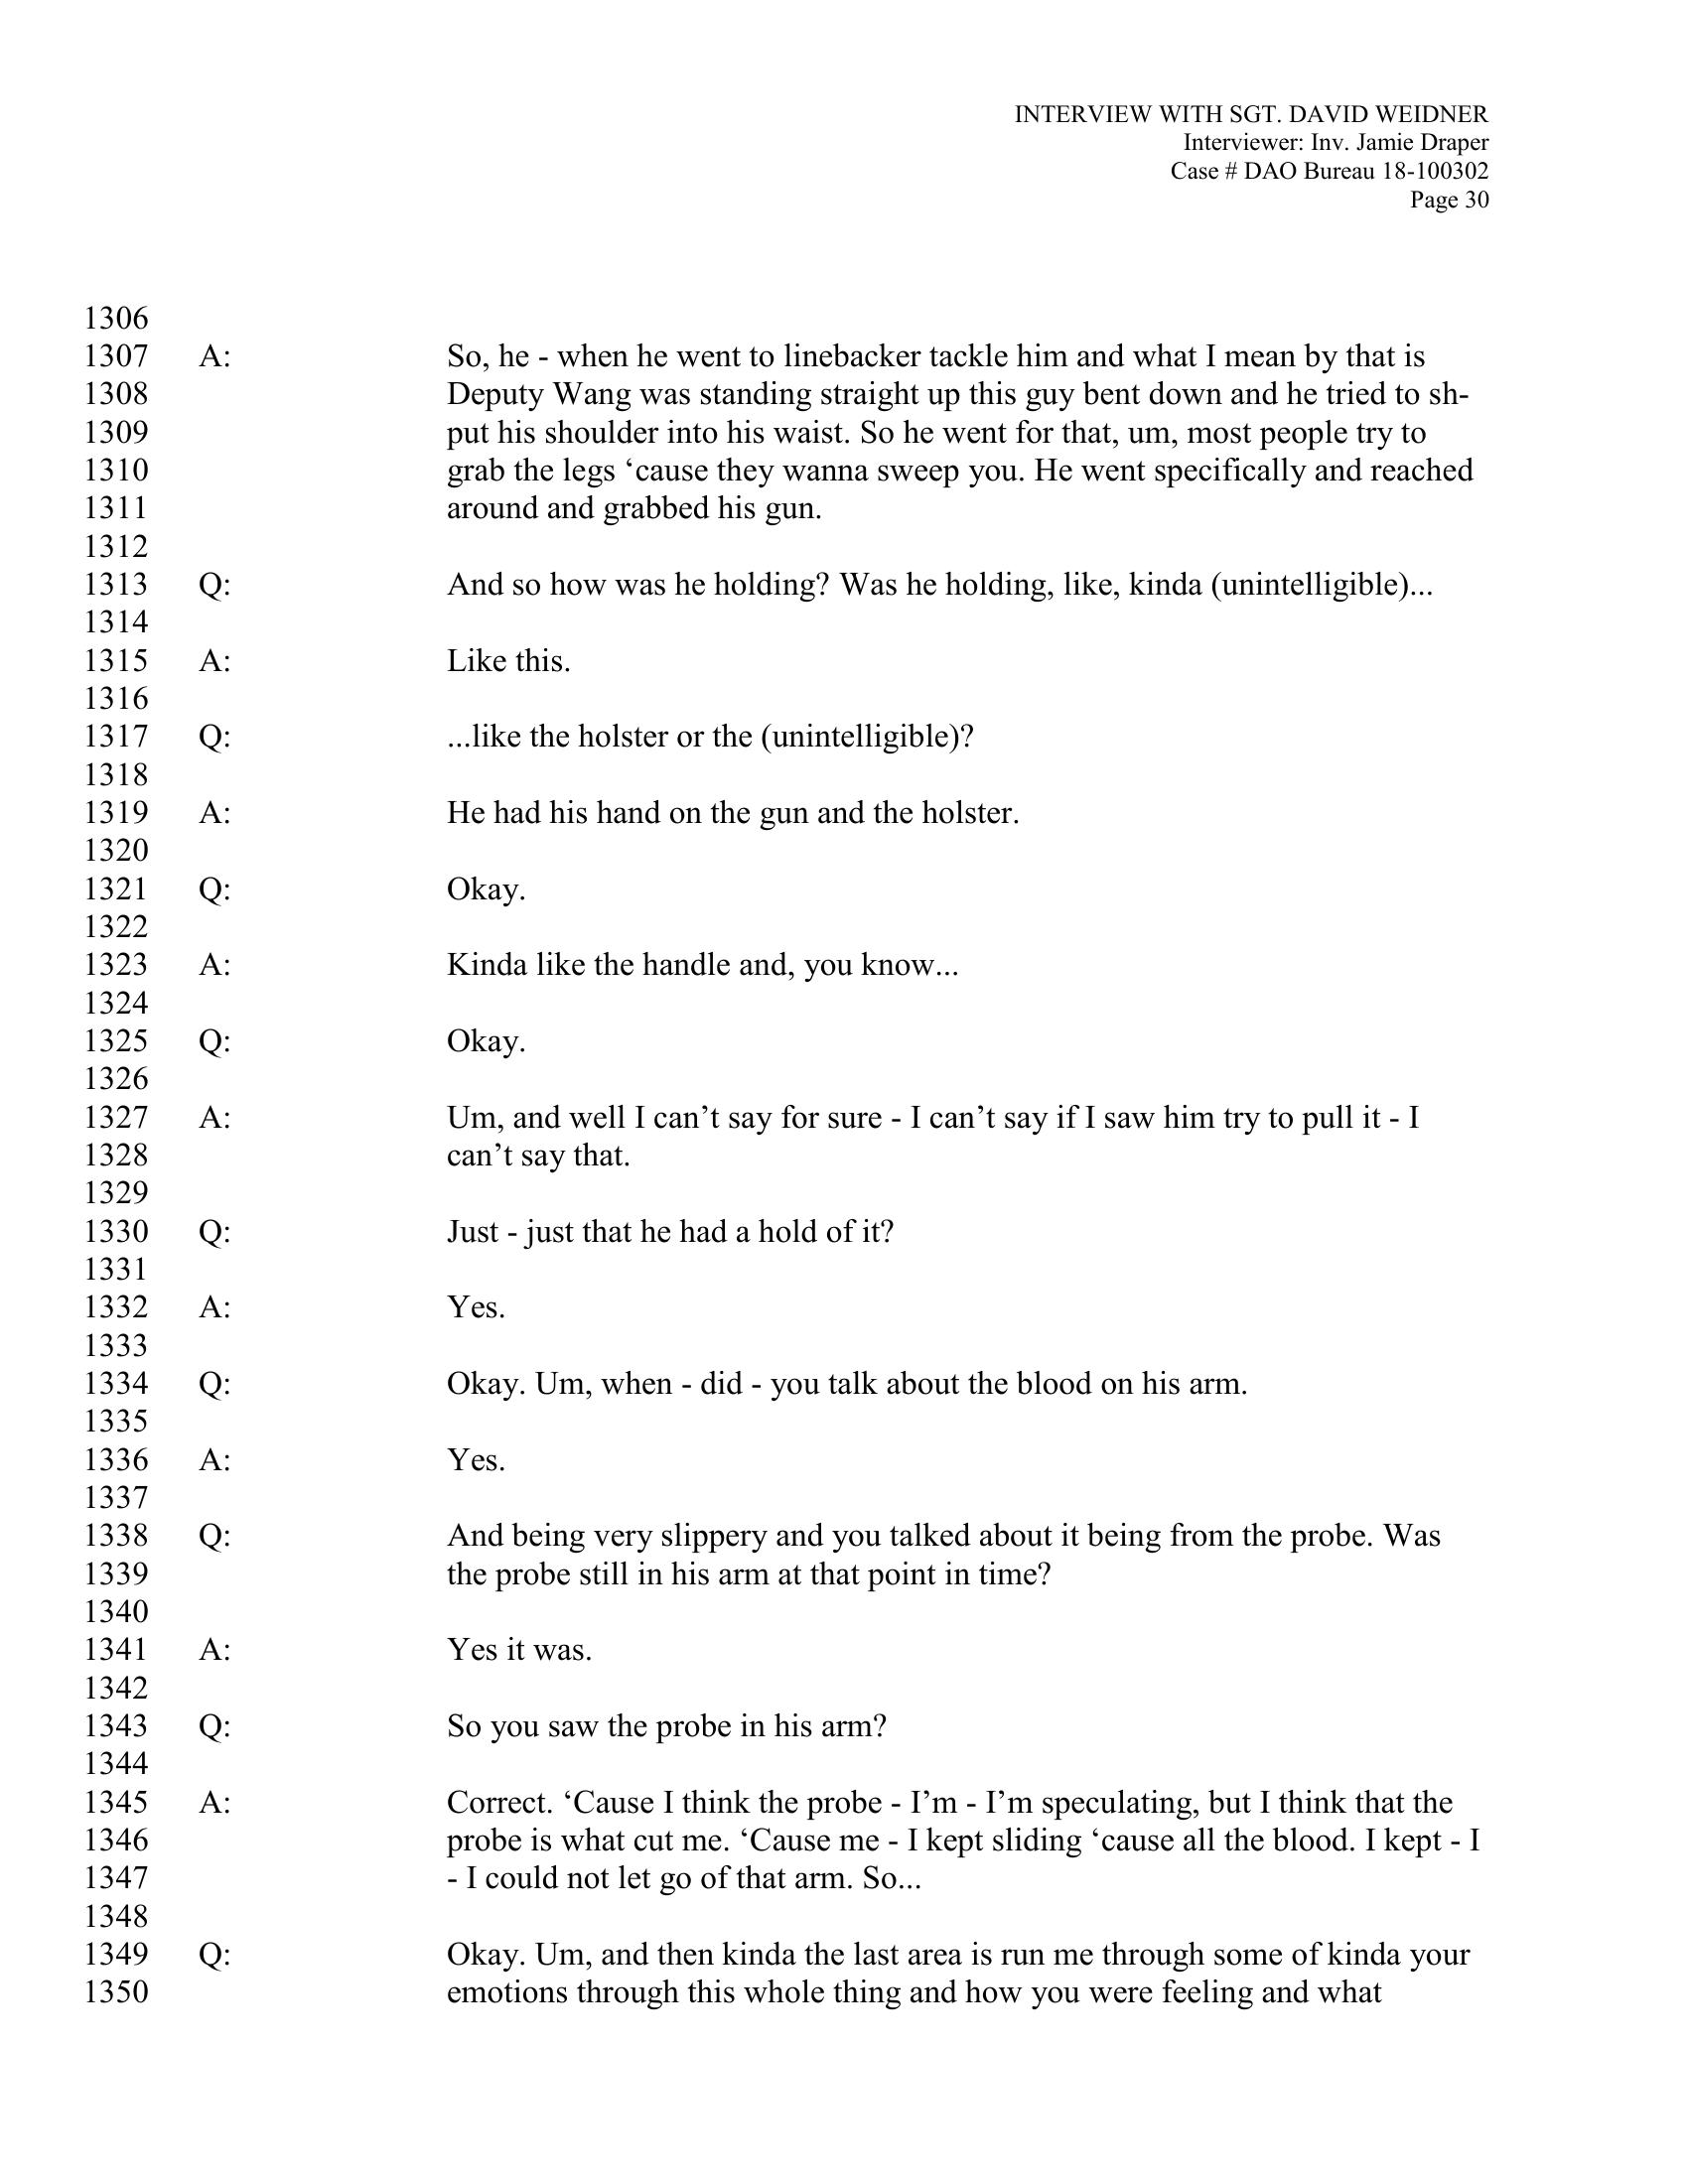 INTERVIEW WITH SGT. DAVID WEIDNER
Interviewer: Inv. Jamie Draper
Case # DAO Bureau 18-100302
Page 30
1306
1307 A: So, he - when he went to linebacker tackle him and what I mean by that is
1308 Deputy Wang was standing straight up this guy bent down and he tried to sh-
1309 put his shoulder into his waist. So he went for that, um, most people try to
1310 grab the legs ‘cause they wanna sweep you. He went specifically and reached
1311 around and grabbed his gun.
1312
1313 Q: And so how was he holding? Was he holding, like, kinda (unintelligible)...
1314
1315 A: Like this.
1316
1317 Q: ...like the holster or the (unintelligible)?
1318
1319 A: He had his hand on the gun and the holster.
1320
1321 Q: Okay.
1322
1323 A: Kinda like the handle and, you know...
1324
1325 Q: Okay.
1326
1327 A: Um, and well I can’t say for sure - I can’t say if I saw him try to pull it - I
1328 can’t say that.
1329
1330 Q: Just - just that he had a hold of it?
1331
1332 A: Yes.
1333
1334 Q: Okay. Um, when - did - you talk about the blood on his arm.
1335
1336 A: Yes.
1337
1338 Q: And being very slippery and you talked about it being from the probe. Was
1339 the probe still in his arm at that point in time?
1340
1341 A: Yes it was.
1342
1343 Q: So you saw the probe in his arm?
1344
1345 A: Correct. ‘Cause I think the probe - I’m - I’m speculating, but I think that the
1346 probe is what cut me. ‘Cause me - I kept sliding ‘cause all the blood. I kept - I
1347 - I could not let go of that arm. So...
1348
1349 Q: Okay. Um, and then kinda the last area is run me through some of kinda your
1350 emotions through this whole thing and how you were feeling and what